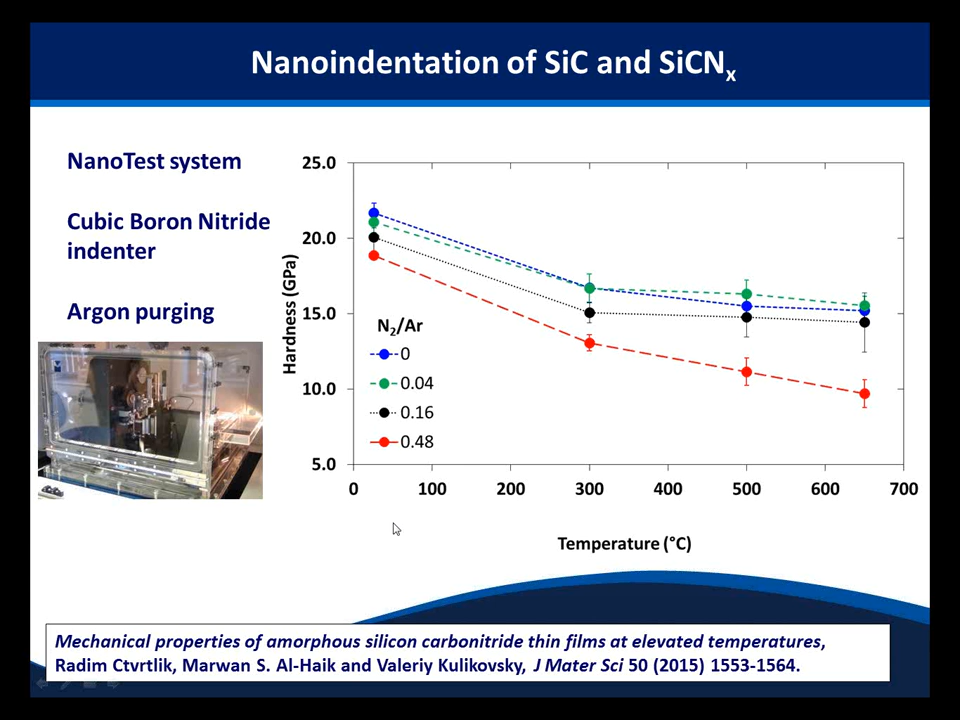 Nanoindentation of SiC and SiCNx
NanoTest system
Cubic Boron Nitride
indenter
Argon purging
25.0
20.0
15.0
10.0
5.0
Hardness (GPa)
N2/Ar
0
0.04
0.16
0.48
0 100 200 300 400 500 600 700
Temperature (°C)
Mechanical properties of amorphous silicon carbonitride thin films at elevated temperatures,
Radim Ctvrtlik, Marwan S. Al-Haik and Valeriy Kulikovsky, J Mater Sci 50 (2015) 1553-1564.